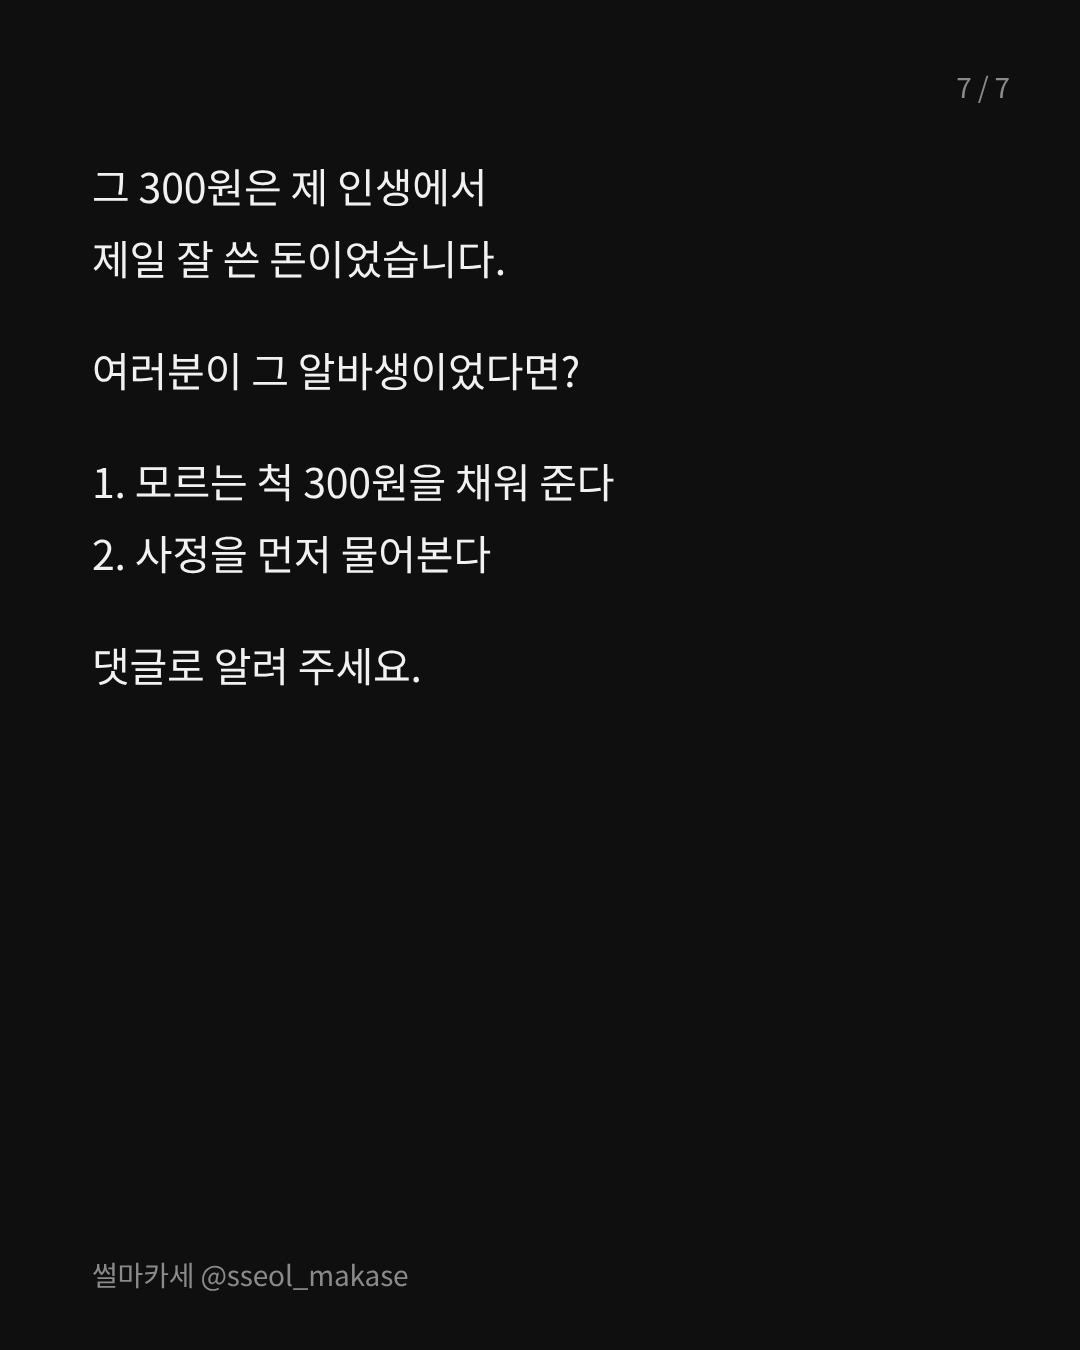 7 / 7
그 300원은 제 인생에서
제일 잘 쓴 돈이었습니다.
여러분이 그 알바생이었다면?
1. 모르는 척 300원을 채워 준다
2. 사정을 먼저 물어본다
댓글로 알려 주세요.
썰마카세 @sseol_makase